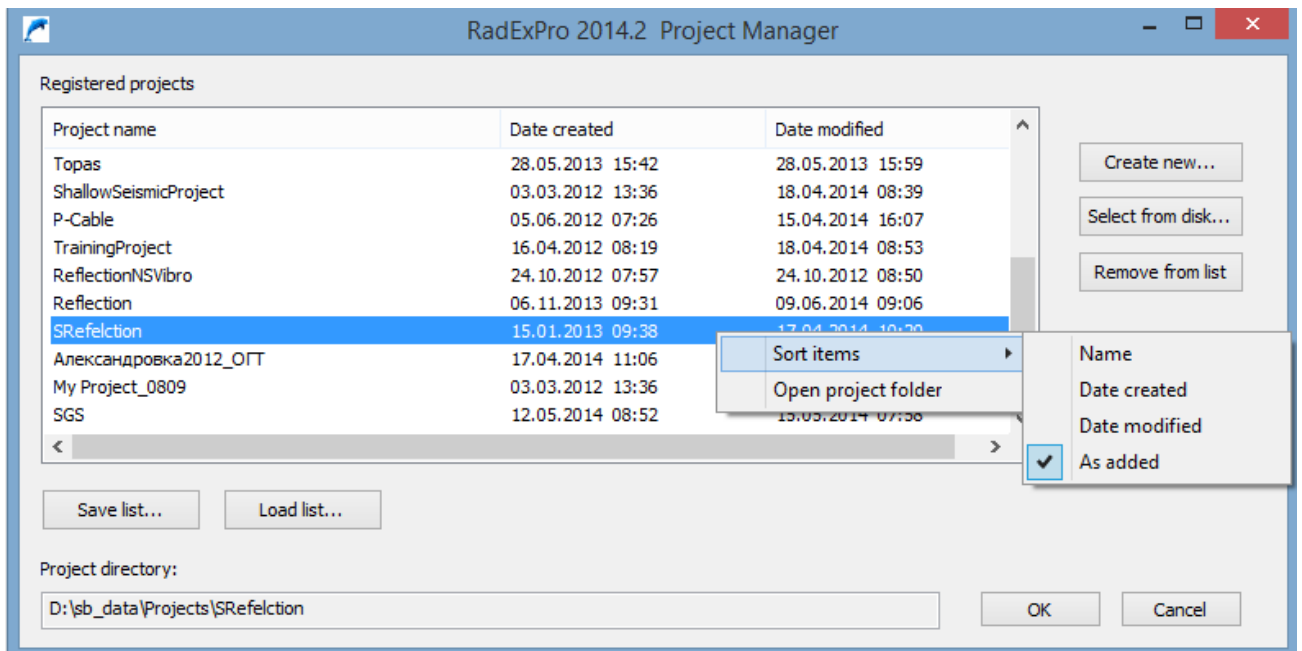 RadExPro 2014.2 Project Manager
Registered projects
Project name Date created Date modified
Topas 28.05.2013 15:42 28.05.2013 15:59
Create new...
ShallowSeismicProject 03.03.2012 13:36 18.04.2014 08:39
P-Cable 05.06.2012 07:26 15.04.2014 16:07
Select from disk...
TrainingProject 16.04.2012 08:19 18.04.2014 08:53
ReflectionNSVibro 24.10.2012 07:57 24.10.2012 08:50
Remove from list
Reflection 06.11.2013 09:31 09.06.2014 09:06
SRefelction 15.01.2013 09:38
Александровка2012_ОГТ 17.04.2014 11:06
My Project_0809 03.03.2012 13:36
SGS 12.05.2014 08:52
Sort items
Open project folder
Name
Date created
Date modified
As added
Save list... Load list...
Project directory:
D:\sb_data\Projects\SRefelction
OK Cancel